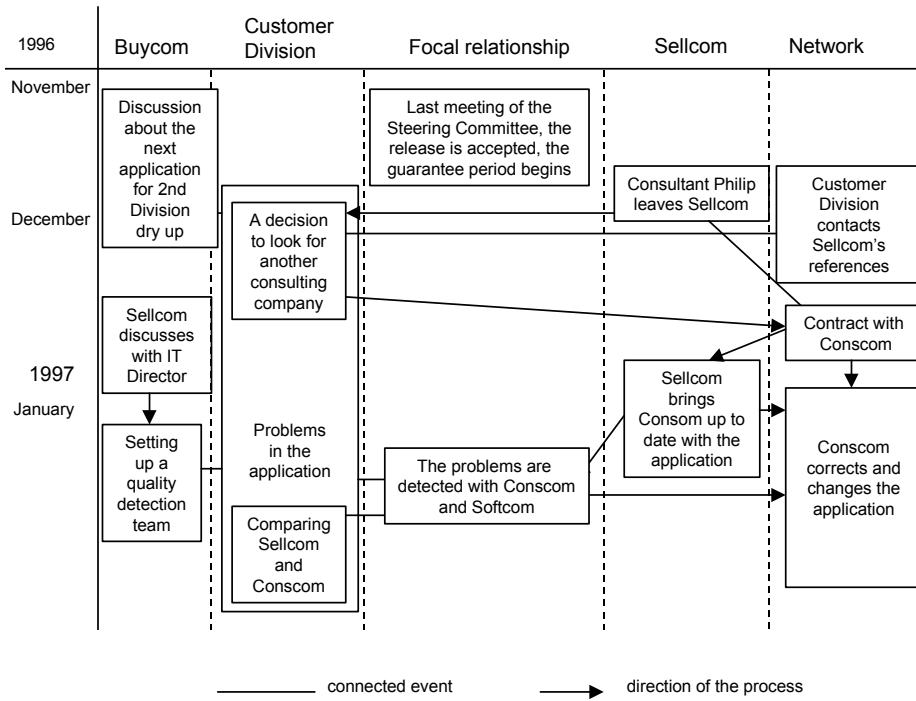 1996
Buycom
Customer
Division
Focal relationship
Sellcom
Network
November
Discussion
about the
next
application
for 2nd
Division
dry up
Last meeting of the
Steering Committee, the
release is accepted, the
guarantee period begins
Consultant Philip
leaves Sellcom
Customer
Division
contacts
Sellcom's
references
December
A decision
to look for
another
consulting
company
Sellcom
discusses
with IT
Director
Contract with
Conscom
1997
January
Sellcom
brings
Consom up to
date with the
application
Setting
up a
quality
detection
team
Problems
in the
application
The problems are
detected with Conscom
and Softcom
Conscom
corrects and
changes the
application
Comparing
Sellcom
and
Conscom
connected event
direction of the process